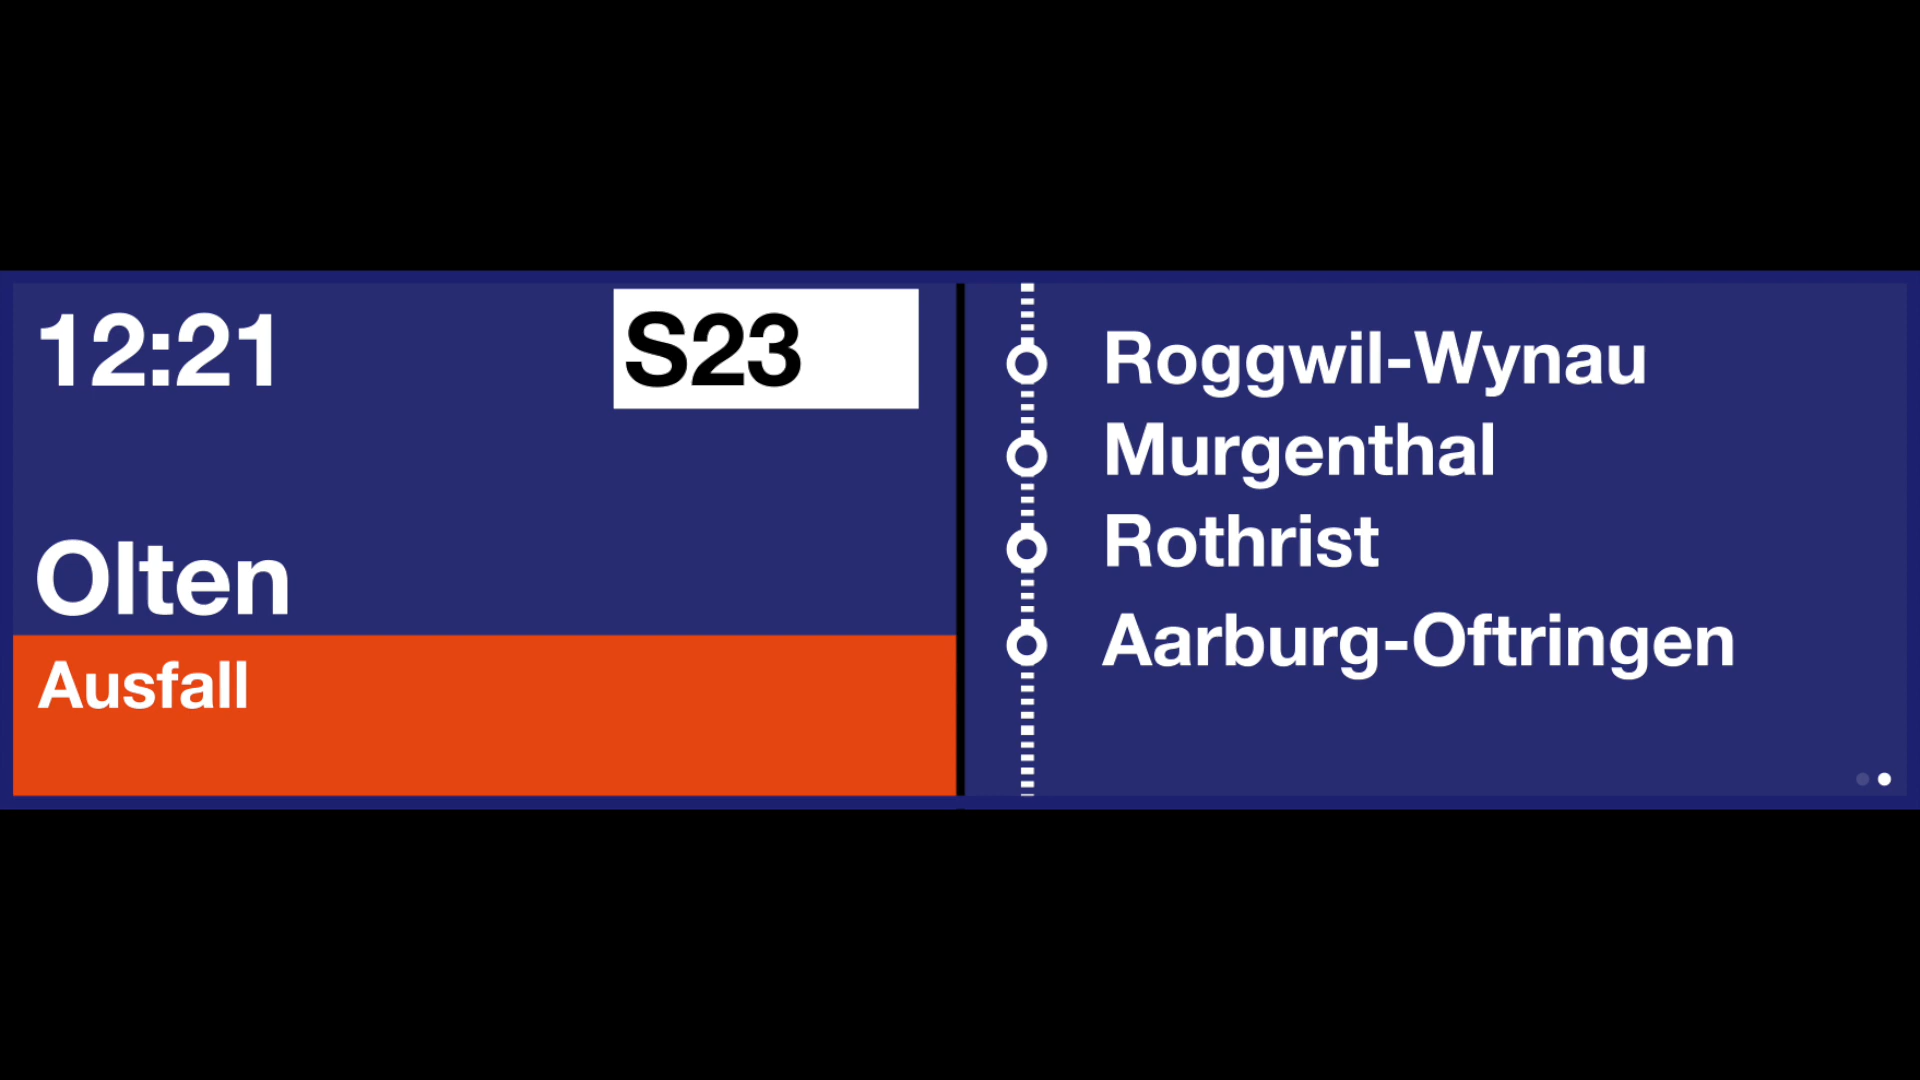 12:21
S23
Olten
Ausfall
Roggwil-Wynau
Murgenthal
Rothrist
Aarburg-Oftringen